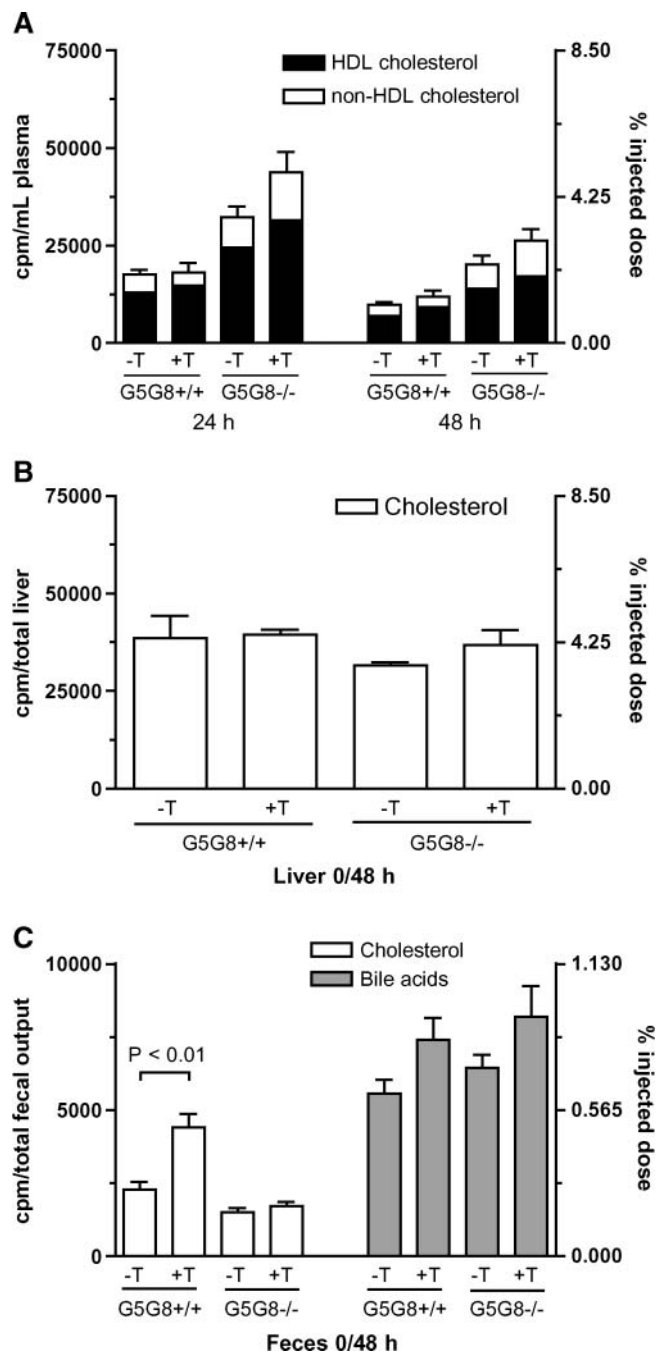 A
75000
50000
25000
0
cpm/mL plasma
HDL cholesterol
non-HDL cholesterol
8.50
4.25
0.00
% injected dose
-T +T -T +T -T +T -T +T
G5G8+/+ G5G8-/- G5G8+/+ G5G8-/-
24 h 48 h
B
75000
50000
25000
0
cpm/total liver
Cholesterol
8.50
4.25
0.00
% injected dose
-T +T -T +T
G5G8+/+ G5G8-/-
Liver 0/48 h
C
10000
5000
0
cpm/total fecal output
Cholesterol
Bile acids
P < 0.01
1.130
0.565
0.000
% injected dose
-T +T -T +T -T +T -T +T
G5G8+/+ G5G8-/- G5G8+/+ G5G8-/-
Feces 0/48 h